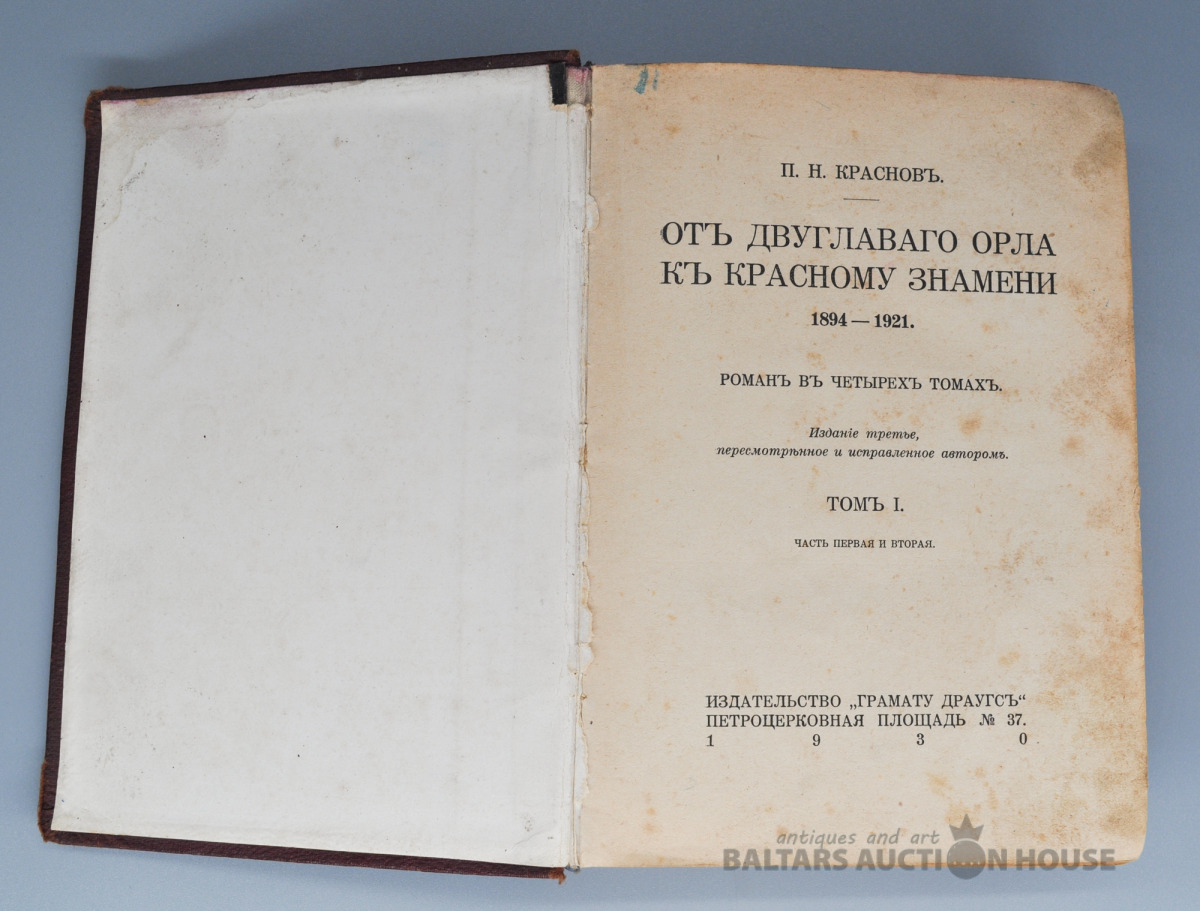 П. Н. КРАСНОВЪ.
ОТЪ ДВУГЛАВАГО ОРЛА
КЪ КРАСНОМУ ЗНАМЕНИ
1894 — 1921.
РОМАНЪ ВЪ ЧЕТЫРЕХЪ ТОМАХЪ.
Изданіе третье,
пересмотрѣнное и исправленное авторомъ.
ТОМЪ I.
ЧАСТЬ ПЕРВАЯ И ВТОРАЯ.
ИЗДАТЕЛЬСТВО „ГРАМАТУ ДРАУГСЪ“
ПЕТРОЦЕРКОВНАЯ ПЛОЩАДЬ № 37.
1 9 3 0
antiques and art
BALTARS AUCTION HOUSE